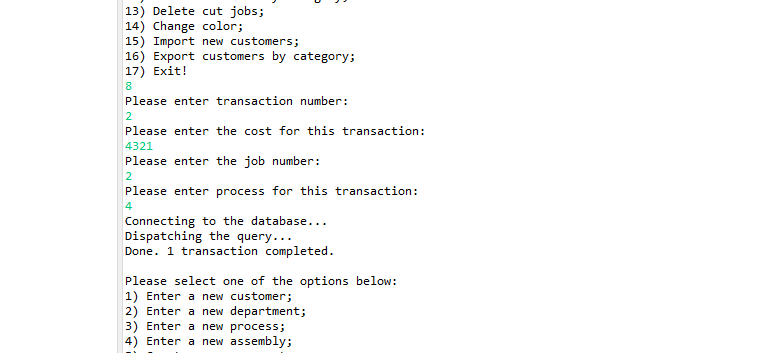 13) Delete cut jobs;
14) Change color;
15) Import new customers;
16) Export customers by category;
17) Exit!
8
Please enter transaction number:
2
Please enter the cost for this transaction:
4321
Please enter the job number:
2
Please enter process for this transaction:
4
Connecting to the database...
Dispatching the query...
Done. 1 transaction completed.
Please select one of the options below:
1) Enter a new customer;
2) Enter a new department;
3) Enter a new process;
4) Enter a new assembly;